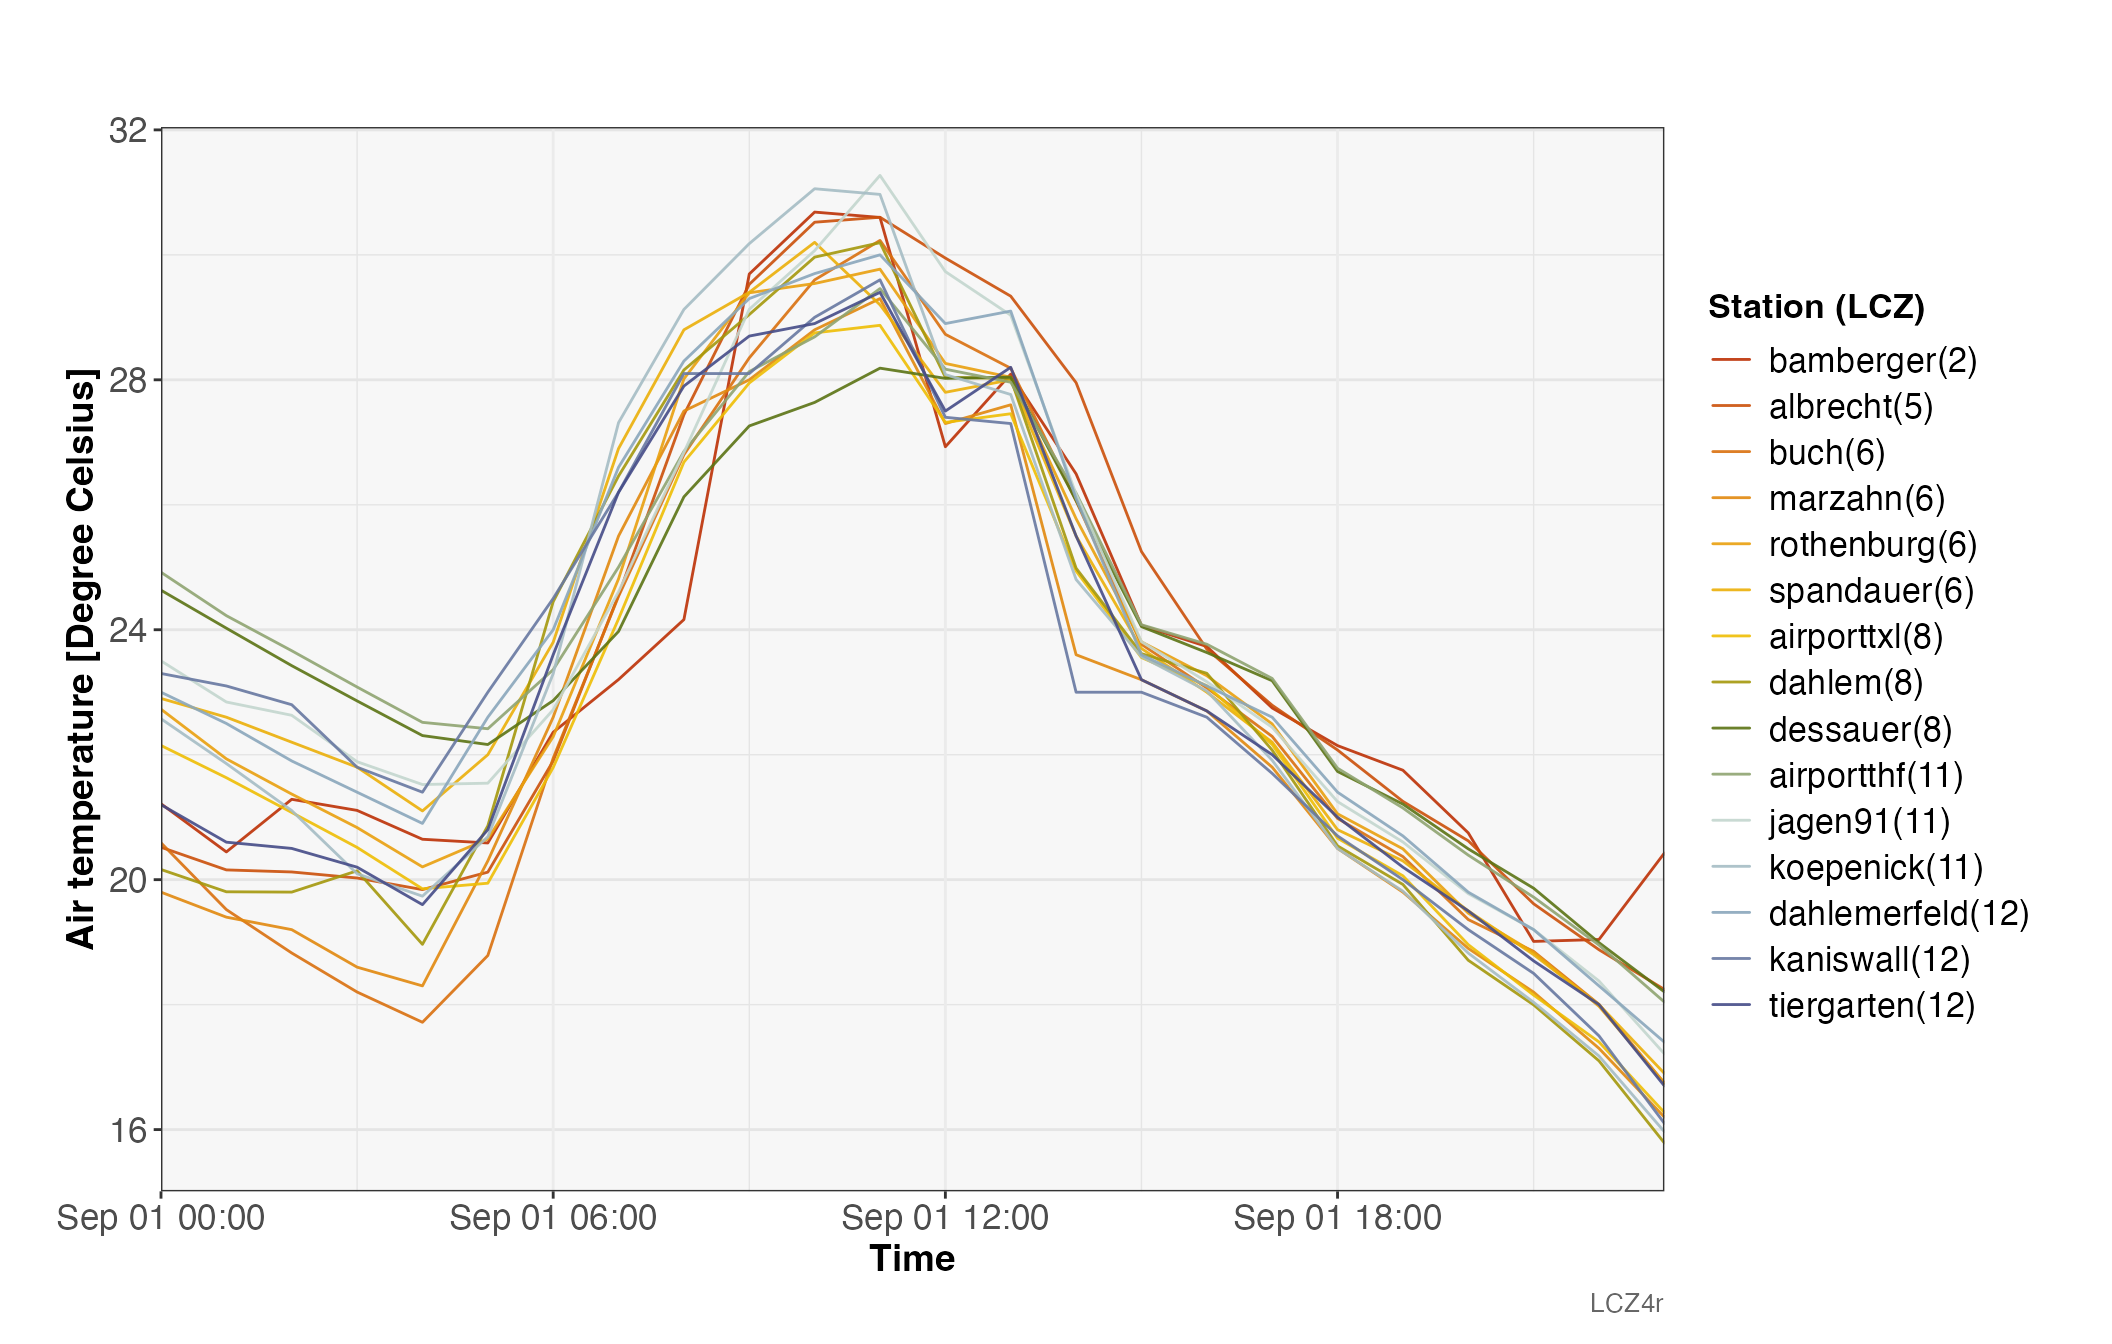 32
28
24
20
16
Air temperature [Degree Celsius]
Sep 01 00:00 Sep 01 06:00 Sep 01 12:00 Sep 01 18:00
Time
Station (LCZ)
bamberger(2)
albrecht(5)
buch(6)
marzahn(6)
rothenburg(6)
spandauer(6)
airporttxl(8)
dahlem(8)
dessauer(8)
airportthf(11)
jagen91(11)
koepenick(11)
dahlemerfeld(12)
kaniswall(12)
tiergarten(12)
LCZ4r